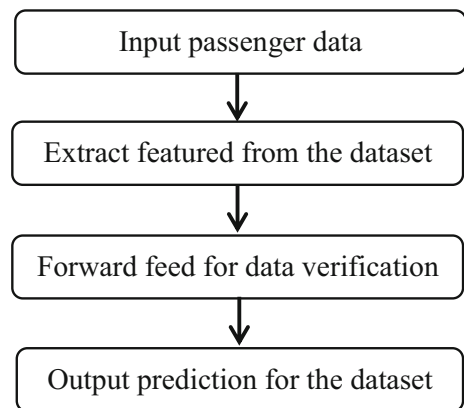 Input passenger data
Extract featured from the dataset
Forward feed for data verification
Output prediction for the dataset